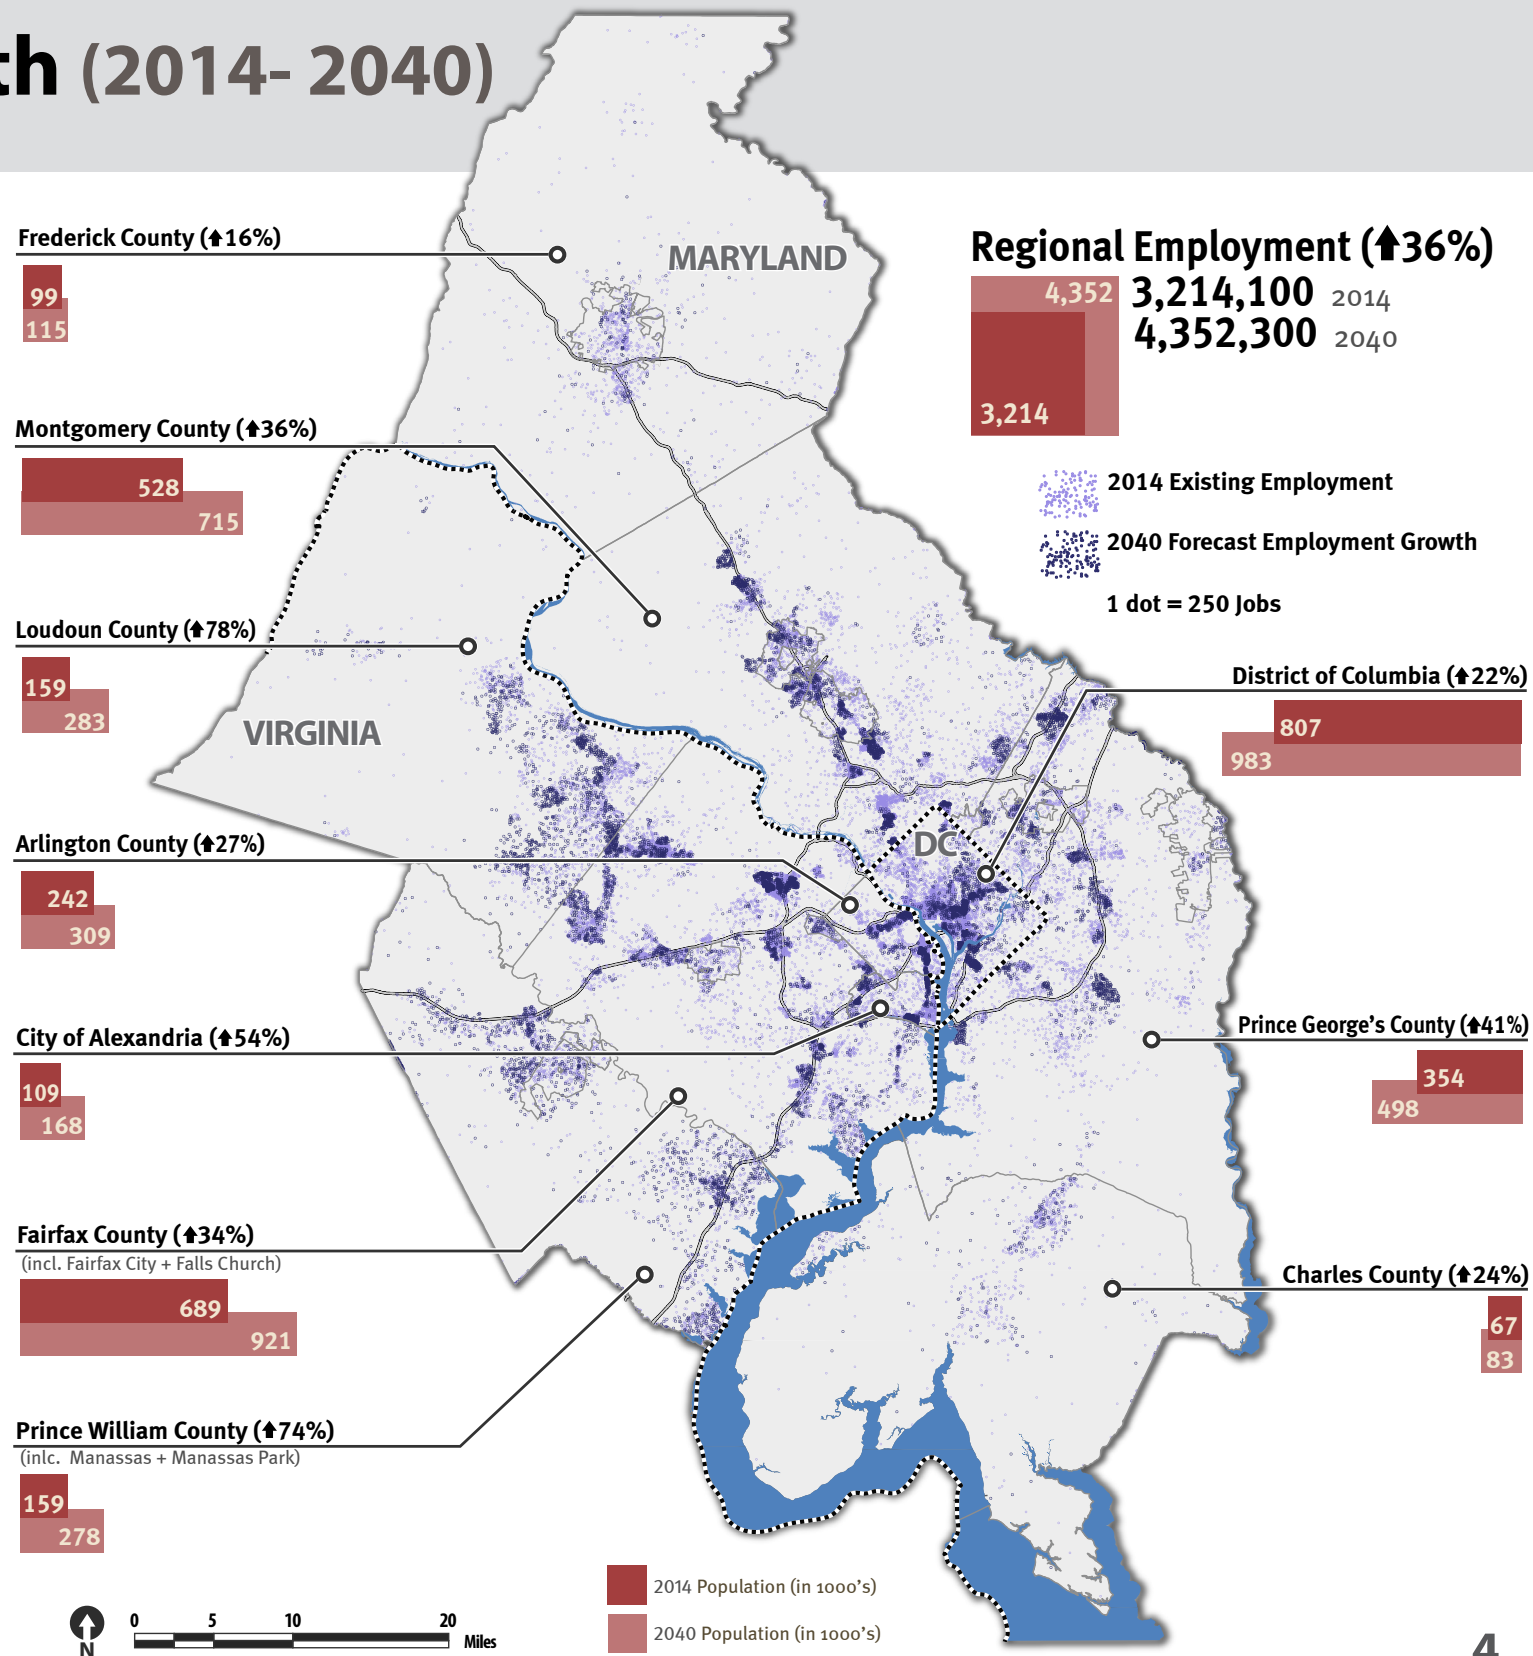 th (2014- 2040)
Frederick County (⬆16%)
99
115
MARYLAND
Regional Employment (⬆36%)
4,352
3,214,100 2014
4,352,300 2040
3,214
Montgomery County (⬆36%)
528
715
2014 Existing Employment
2040 Forecast Employment Growth
1 dot = 250 Jobs
Loudoun County (⬆78%)
159
283
VIRGINIA
District of Columbia (⬆22%)
807
983
Arlington County (⬆27%)
242
309
DC
City of Alexandria (⬆54%)
109
168
Prince George's County (⬆41%)
354
498
Fairfax County (⬆34%)
(incl. Fairfax City + Falls Church)
689
921
Charles County (⬆24%)
67
83
Prince William County (⬆74%)
(inlc. Manassas + Manassas Park)
159
278
2014 Population (in 1000's)
2040 Population (in 1000's)
N
0 5 10 20
Miles
4